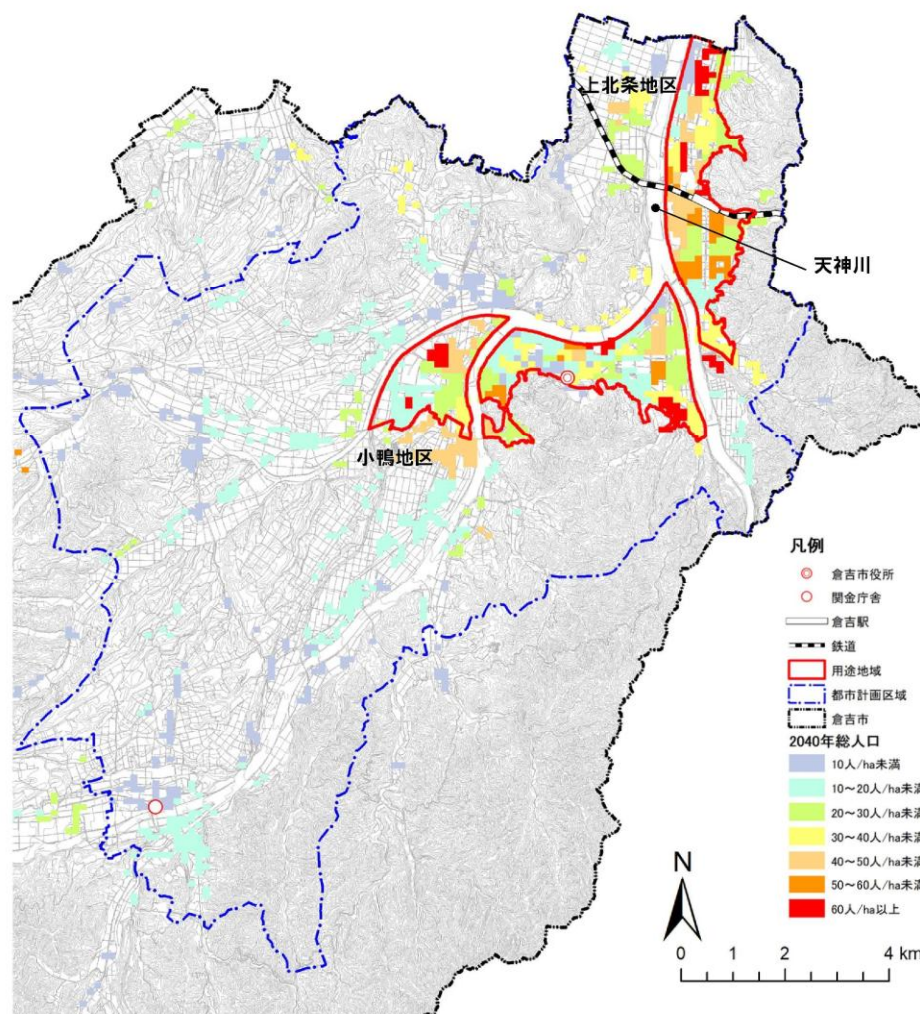 上北条地区
天神川
小鴨地区
凡例
倉吉市役所
関金庁舎
倉吉駅
鉄道
用途地域
都市計画区域
倉吉市
2040年総人口
10人/ha未満
10～20人/ha未満
20～30人/ha未満
30～40人/ha未満
40～50人/ha未満
50～60人/ha未満
60人/ha以上
N
0 1 2 4 km